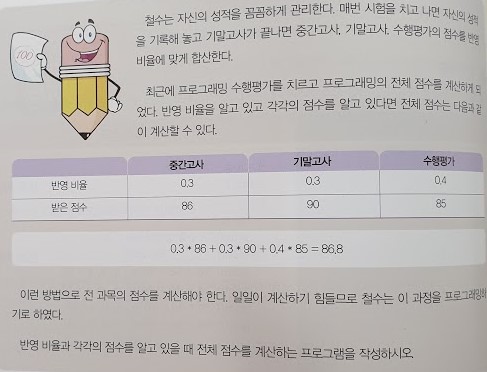 100
철수는 자신의 성적을 꼼꼼하게 관리한다. 매번 시험을 치고 나면 자신의 성적
을 기록해 놓고 기말고사가 끝나면 중간고사, 기말고사, 수행평가의 점수를 반영
비율에 맞게 합산한다.
최근에 프로그래밍 수행평가를 치르고 프로그래밍의 전체 점수를 계산하게 되
었다. 반영 비율을 알고 있고 각각의 점수를 알고 있다면 전체 점수는 다음과 같
이 계산할 수 있다.
중간고사 기말고사 수행평가
반영 비율 0.3 0.3 0.4
받은 점수 86 90 85
0.3 * 86 + 0.3 * 90 + 0.4 * 85 = 86.8
이런 방법으로 전 과목의 점수를 계산해야 한다. 일일이 계산하기 힘들므로 철수는 이 과정을 프로그래밍하
기로 하였다.
반영 비율과 각각의 점수를 알고 있을 때 전체 점수를 계산하는 프로그램을 작성하시오.